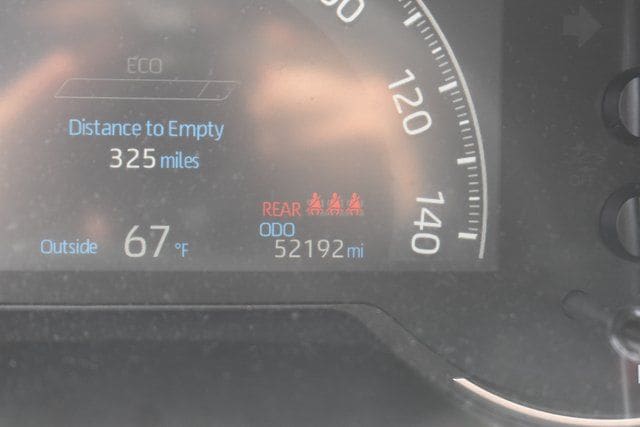 ECO
Distance to Empty
325 miles
120
REAR
ODO
140
Outside 67 °F
52192 mi